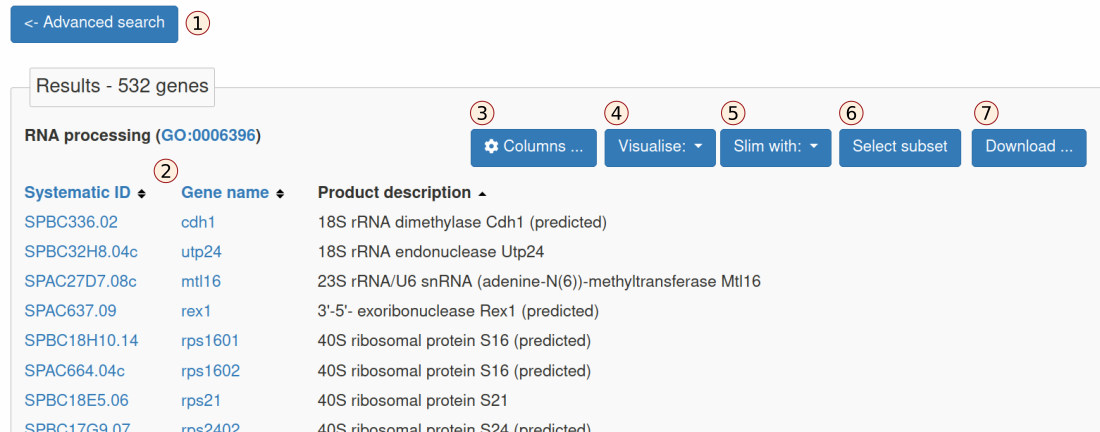 <- Advanced search 1
Results - 532 genes
3 4 5 6 7
RNA processing (GO:0006396) Columns ... Visualise: Slim with: Select subset Download ...
2
Systematic ID Gene name Product description
SPBC336.02 cdh1 18S rRNA dimethylase Cdh1 (predicted)
SPBC32H8.04c utp24 18S rRNA endonuclease Utp24
SPAC27D7.08c mtl16 23S rRNA/U6 snRNA (adenine-N(6))-methyltransferase Mtl16
SPAC637.09 rex1 3'-5'- exoribonuclease Rex1 (predicted)
SPBC18H10.14 rps1601 40S ribosomal protein S16 (predicted)
SPAC664.04c rps1602 40S ribosomal protein S16 (predicted)
SPBC18E5.06 rps21 40S ribosomal protein S21
SPBC17G9.07 rps2402 40S ribosomal protein S24 (predicted)